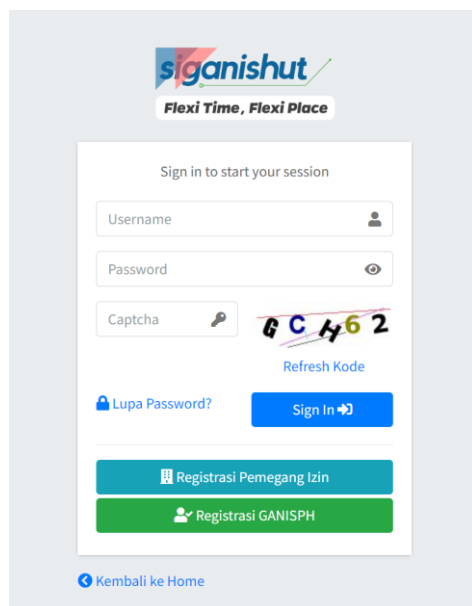 siganishut
Flexi Time, Flexi Place
Sign in to start your session
Username
Password
Captcha
GCH62
Refresh Kode
Lupa Password?
Sign In
Registrasi Pemegang Izin
Registrasi GANISPH
Kembali ke Home